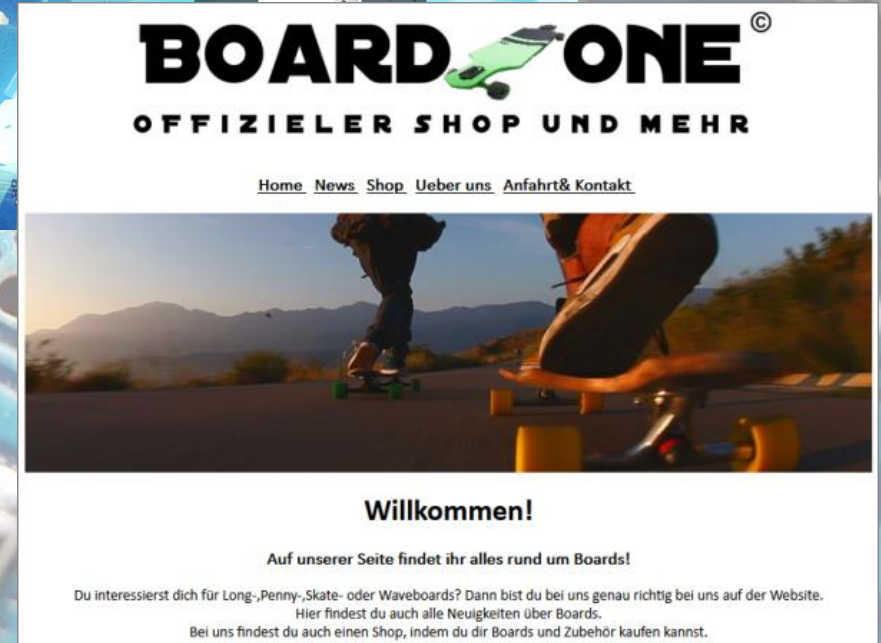 BOARD ONE ©
OFFIZIELER SHOP UND MEHR
Home News Shop Ueber uns Anfahrt& Kontakt
Willkommen!
Auf unserer Seite findet ihr alles rund um Boards!
Du interessierst dich für Long-,Penny-,Skate- oder Waveboards? Dann bist du bei uns genau richtig bei uns auf der Website.
Hier findest du auch alle Neuigkeiten über Boards.
Bei uns findest du auch einen Shop, indem du dir Boards und Zubehör kaufen kannst.